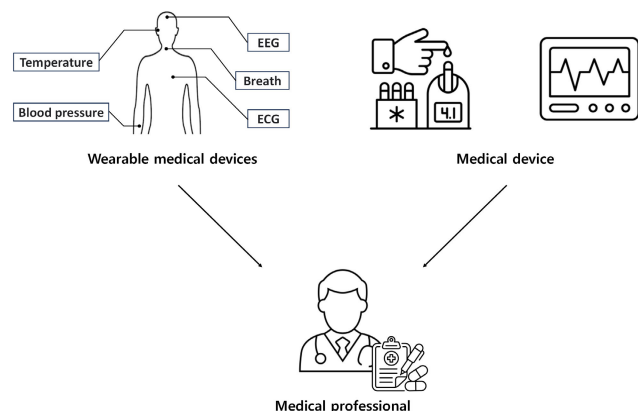 EEG
Temperature
Breath
Blood pressure
ECG
4.1
Wearable medical devices
Medical device
Medical professional